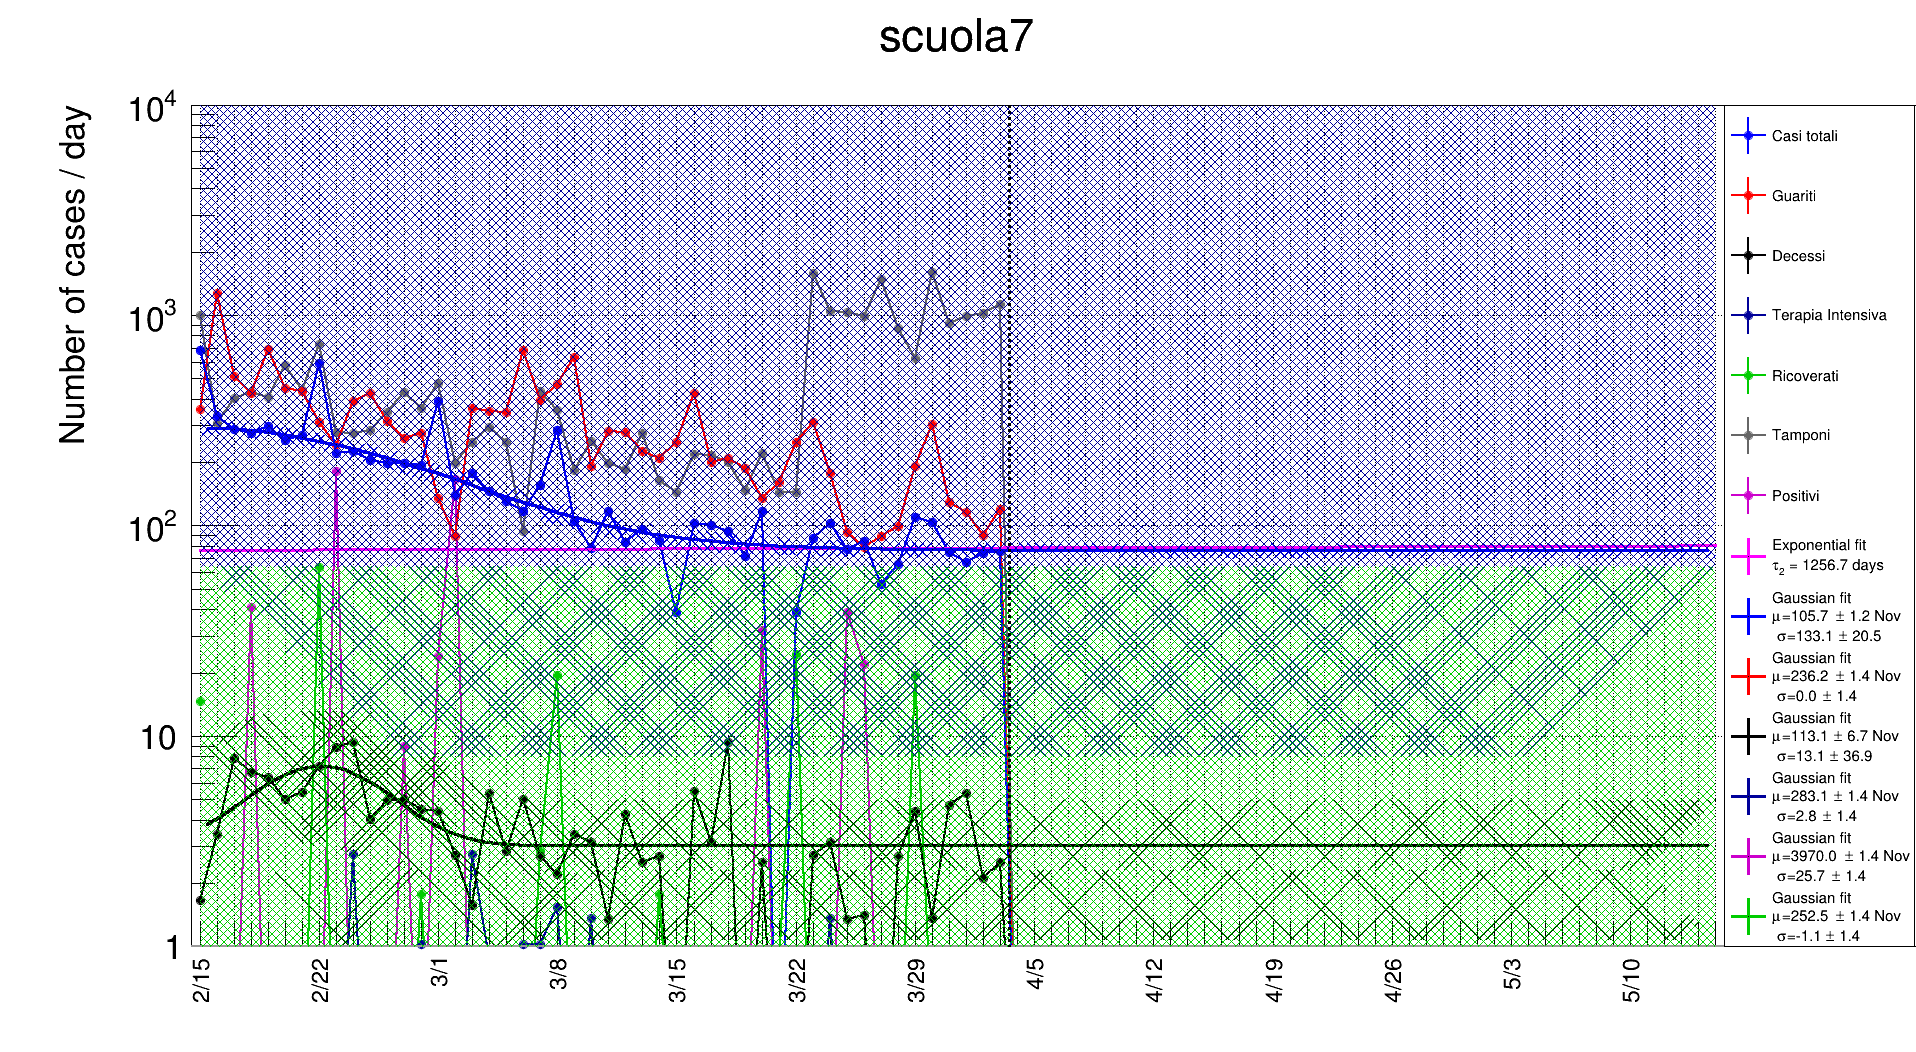 scuola7
Number of cases / day
10⁴
10³
10²
10
1
2/15
2/22
3/1
3/8
3/15
3/22
3/29
4/5
4/12
4/19
4/26
5/3
5/10
Casi totali
Guariti
Decessi
Terapia Intensiva
Ricoverati
Tamponi
Positivi
Exponential fit
τ₂ = 1256.7 days
Gaussian fit
μ=105.7 ± 1.2 Nov
σ=133.1 ± 20.5
Gaussian fit
μ=236.2 ± 1.4 Nov
σ=0.0 ± 1.4
Gaussian fit
μ=113.1 ± 6.7 Nov
σ=13.1 ± 36.9
Gaussian fit
μ=283.1 ± 1.4 Nov
σ=2.8 ± 1.4
Gaussian fit
μ=3970.0 ± 1.4 Nov
σ=25.7 ± 1.4
Gaussian fit
μ=252.5 ± 1.4 Nov
σ=-1.1 ± 1.4